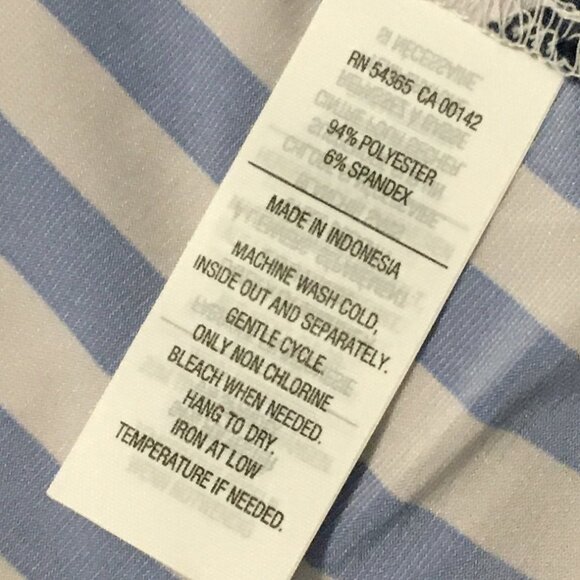 RN 54365 CA 00142
94% POLYESTER
6% SPANDEX
MADE IN INDONESIA
MACHINE WASH COLD,
INSIDE OUT AND SEPARATELY.
GENTLE CYCLE.
ONLY NON CHLORINE
BLEACH WHEN NEEDED.
HANG TO DRY.
IRON AT LOW
TEMPERATURE IF NEEDED.